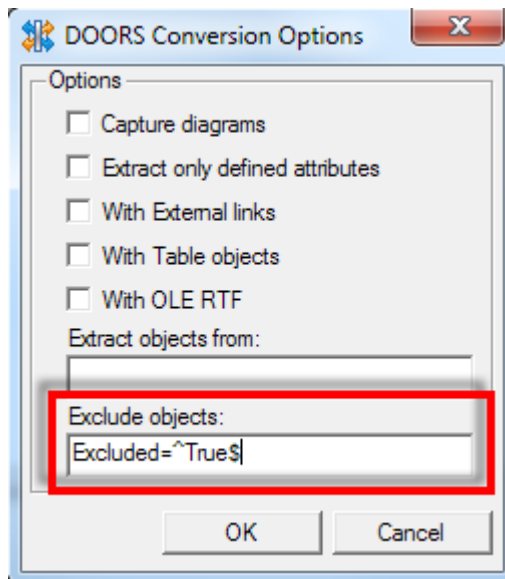 DOORS Conversion Options
Options
Capture diagrams
Extract only defined attributes
With External links
With Table objects
With OLE RTF
Extract objects from:
Exclude objects:
Excluded=^True$
OK Cancel